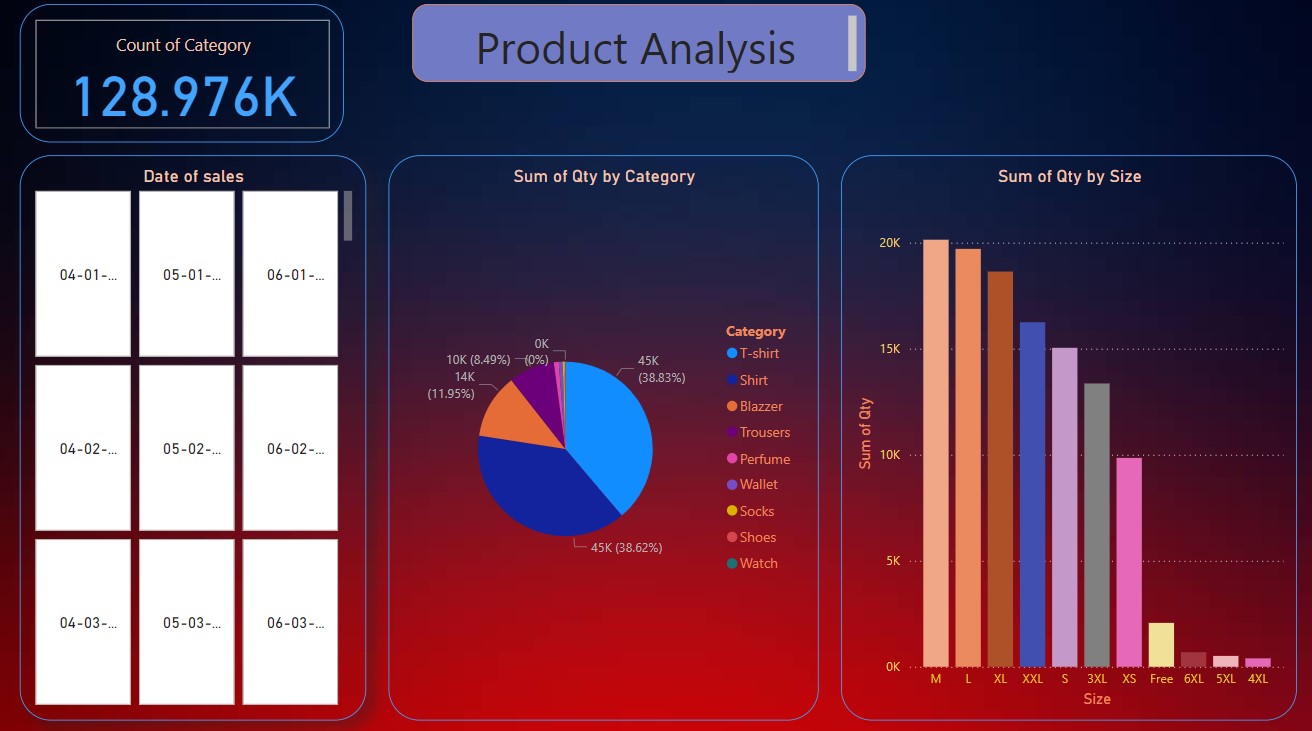 Count of Category
128.976K
Product Analysis
Date of sales
04-01-...
05-01-...
06-01-...
04-02-...
05-02-...
06-02-...
04-03-...
05-03-...
06-03-...
Sum of Qty by Category
0K
(0%)
10K (8.49%)
14K
(11.95%)
45K
(38.83%)
45K (38.62%)
Category
T-shirt
Shirt
Blazzer
Trousers
Perfume
Wallet
Socks
Shoes
Watch
Sum of Qty by Size
Sum of Qty
20K
15K
10K
5K
0K
M L XL XXL S 3XL XS Free 6XL 5XL 4XL
Size